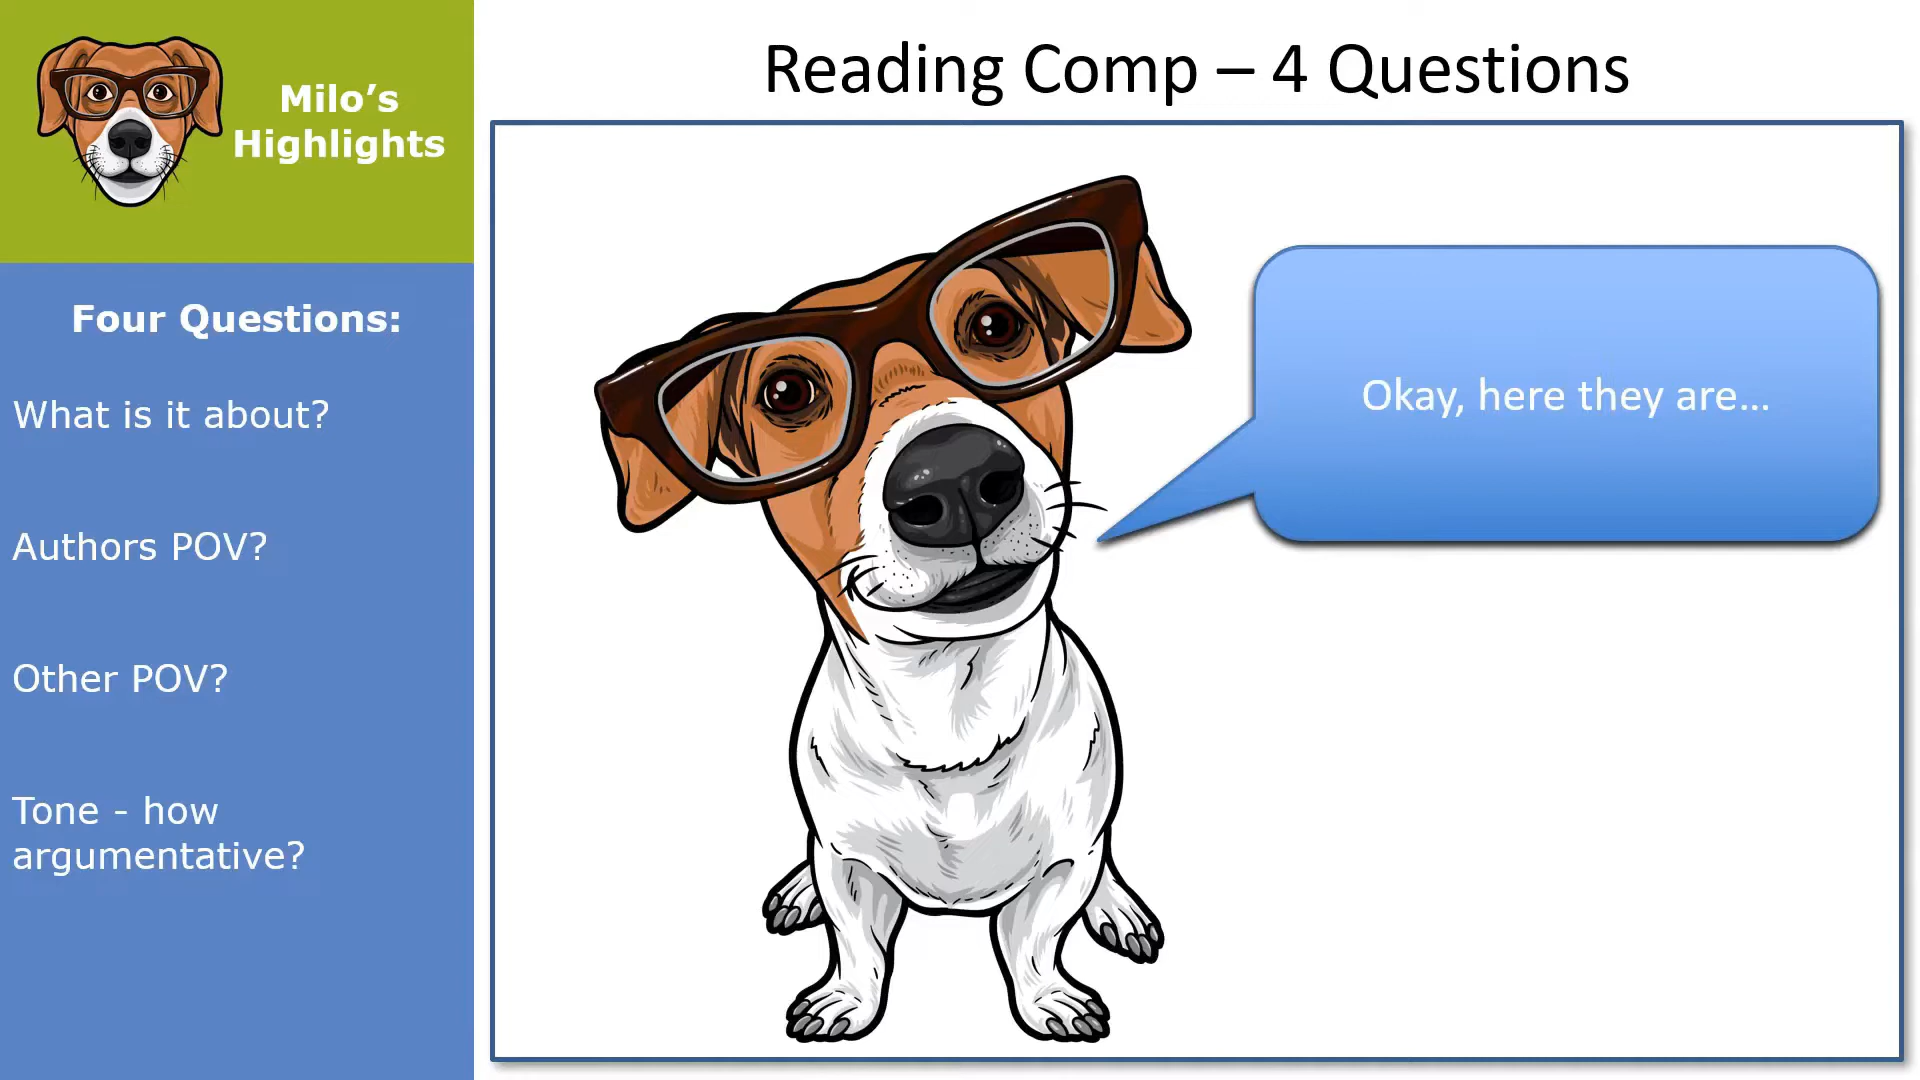 Milo’s
Highlights
Reading Comp – 4 Questions
Four Questions:
What is it about?
Authors POV?
Other POV?
Tone - how
argumentative?
Okay, here they are...